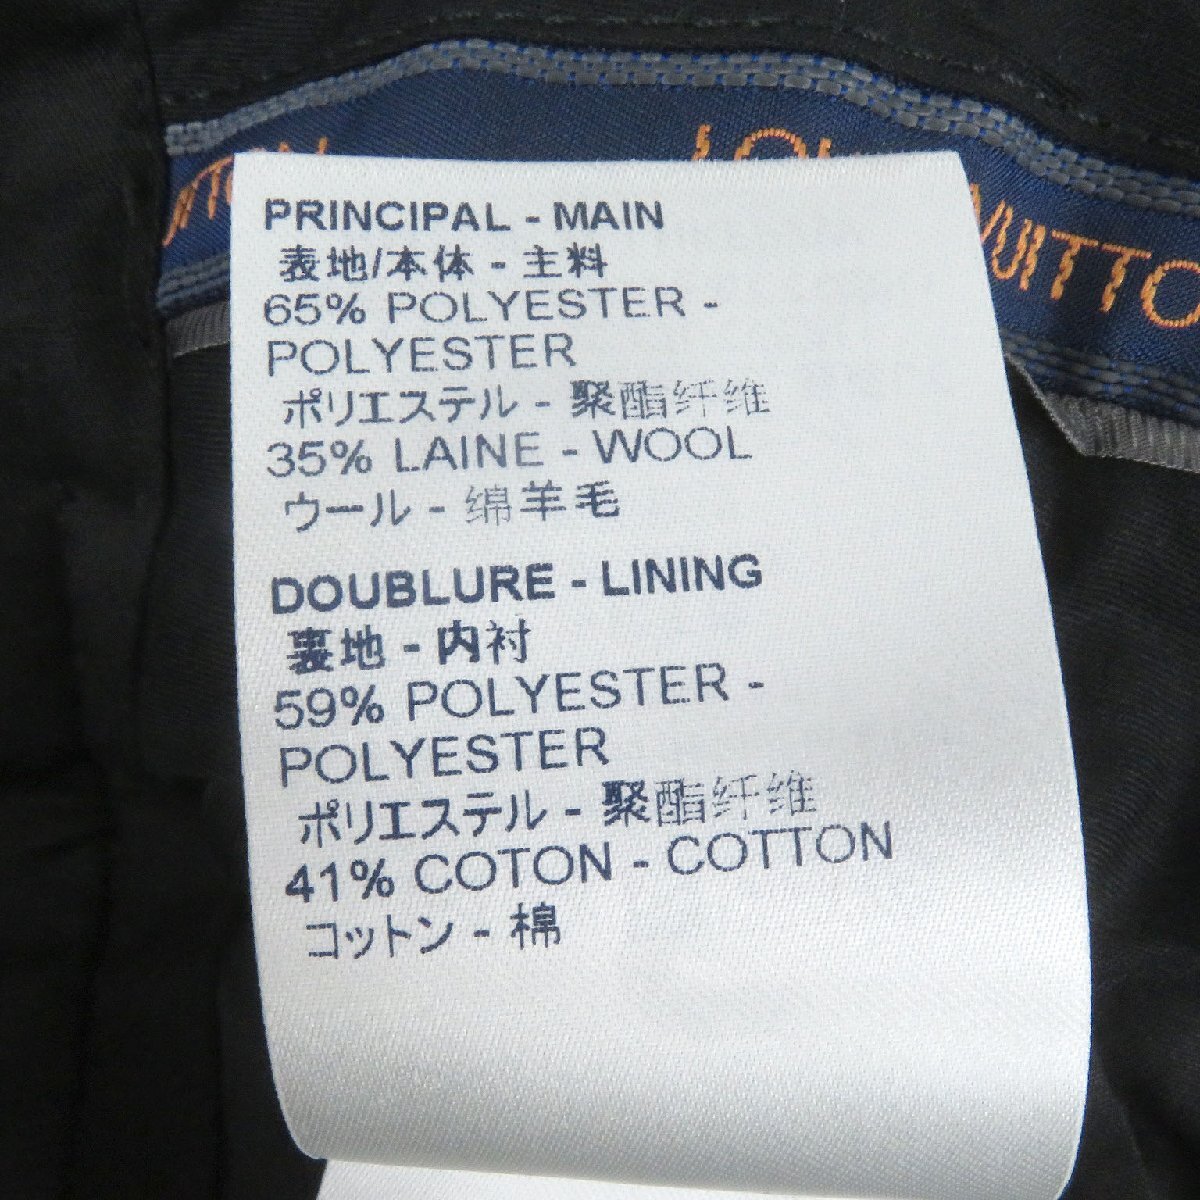 PRINCIPAL - MAIN
表地/本体 - 主料
65% POLYESTER -
POLYESTER
ポリエステル - 聚酯纤维
35% LAINE - WOOL
ウール - 绵羊毛
DOUBLURE - LINING
裏地 - 内衬
59% POLYESTER -
POLYESTER
ポリエステル - 聚酯纤维
41% COTON - COTTON
コットン - 棉